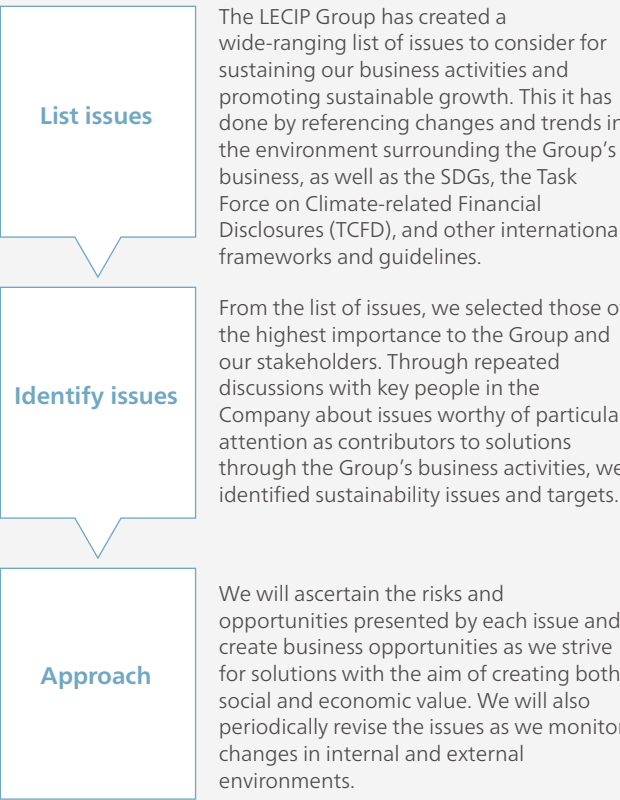 List issues
The LECIP Group has created a
wide-ranging list of issues to consider for
sustaining our business activities and
promoting sustainable growth. This it has
done by referencing changes and trends in
the environment surrounding the Group's
business, as well as the SDGs, the Task
Force on Climate-related Financial
Disclosures (TCFD), and other internationa
frameworks and guidelines.
Identify issues
From the list of issues, we selected those of
the highest importance to the Group and
our stakeholders. Through repeated
discussions with key people in the
Company about issues worthy of particula
attention as contributors to solutions
through the Group's business activities, we
identified sustainability issues and targets.
Approach
We will ascertain the risks and
opportunities presented by each issue and
create business opportunities as we strive
for solutions with the aim of creating both
social and economic value. We will also
periodically revise the issues as we monitor
changes in internal and external
environments.